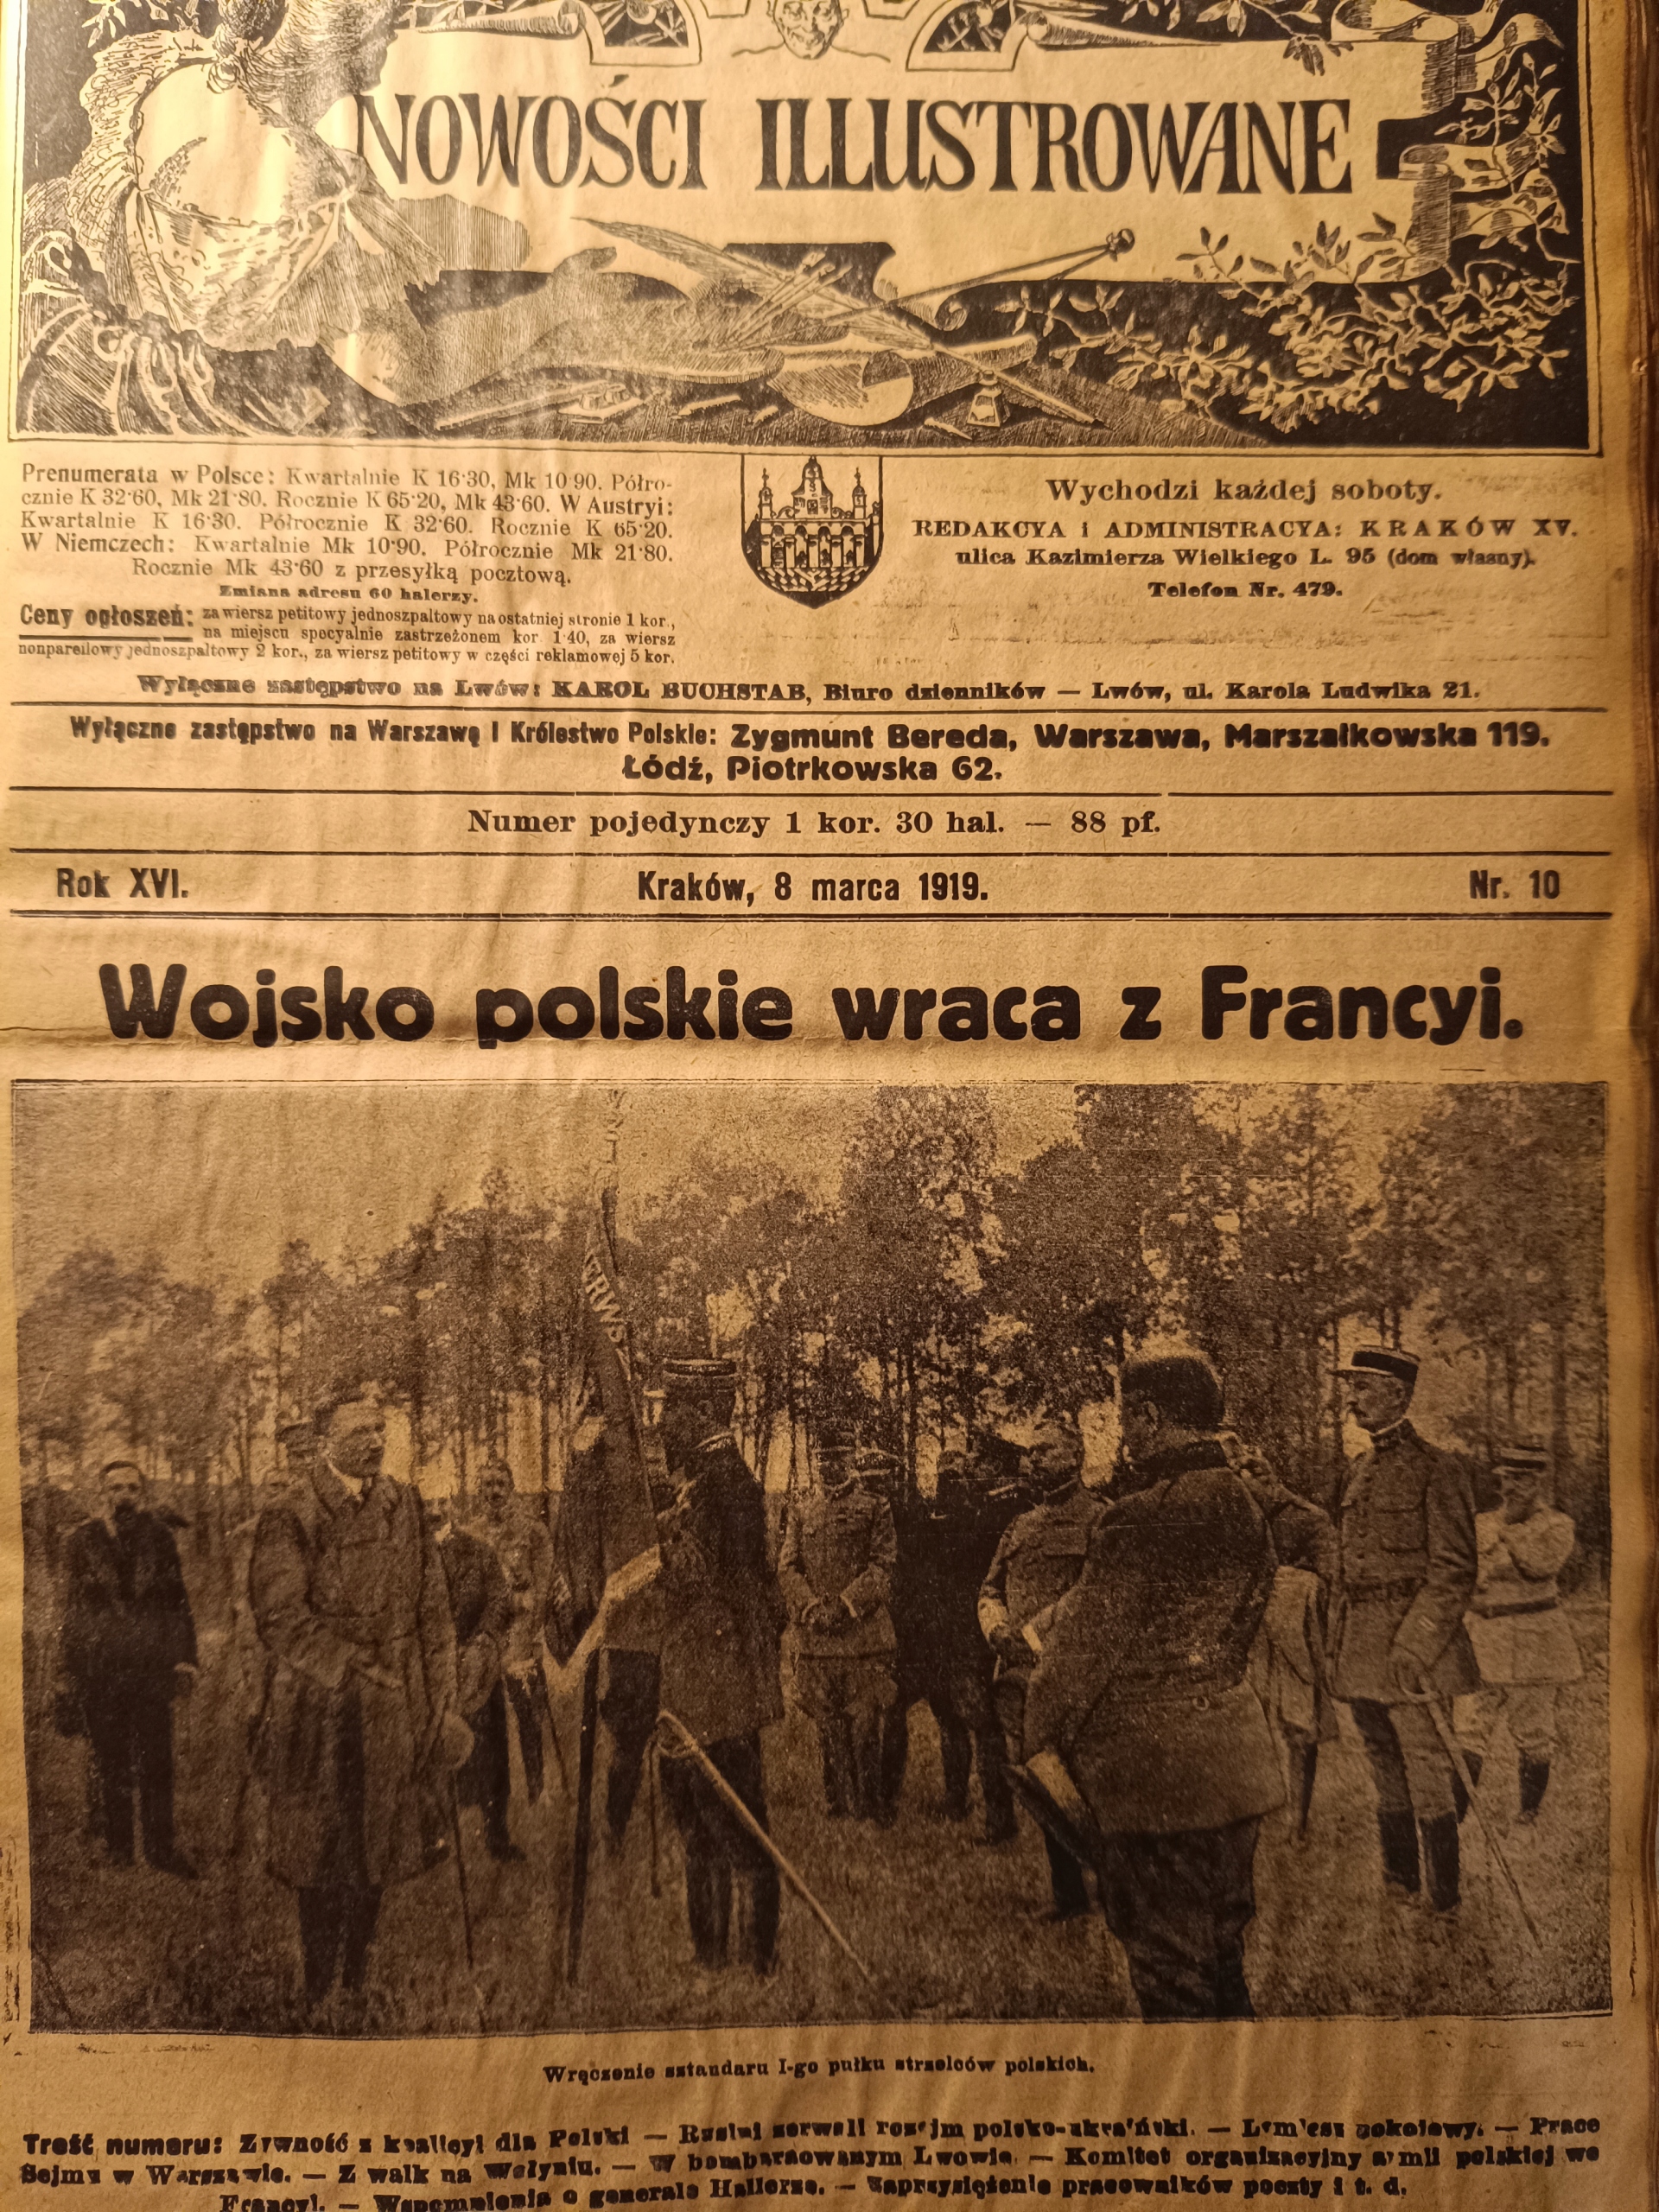 NOWOŚCI ILLUSTROWANE
Prenumerata w Polsce: Kwartalnie K 16·30, Mk 10·90. Półro-
cznie K 32·60, Mk 21·80. Rocznie K 65·20, Mk 43·60. W Austryi:
Kwartalnie K 16·30. Półrocznie K 32·60. Rocznie K 65·20.
W Niemczech: Kwartalnie Mk 10·90. Półrocznie Mk 21·80.
Rocznie Mk 43·60 z przesyłką pocztową.
Zmiana adresu 60 halerzy.
Ceny ogłoszeń: za wiersz petitowy jednoszpaltowy na ostatniej stronie 1 kor.,
na miejscu specyalnie zastrzeżonem kor 1·40, za wiersz
nonpareilowy jednoszpaltowy 2 kor., za wiersz petitowy w części reklamowej 5 kor.
Wychodzi każdej soboty.
REDAKCYA i ADMINISTRACYA: KRAKÓW XV.
ulica Kazimierza Wielkiego L. 95 (dom własny).
Telefon Nr. 479.
Wyłączne zastępstwo na Lwów: KAROL BUCHSTAB, Biuro dzienników — Lwów, ul. Karola Ludwika 21.
Wyłączne zastępstwo na Warszawę i Królestwo Polskie: Zygmunt Bereda, Warszawa, Marszałkowska 119.
Łódź, Piotrkowska 62.
Numer pojedynczy 1 kor. 30 hal. — 88 pf.
Rok XVI.
Kraków, 8 marca 1919.
Nr. 10
Wojsko polskie wraca z Francyi.
Wręczenie sztandaru I-go pułku strzelców polskich.
Treść numeru: Żywność z koalicyi dla Polski — Rusini zerwali rozejm polsko-ukraiński. — — Prace
Sejmu w Warszawie. — Z walk na Wołyniu. — W bombardowanym Lwowie — Komitet organizacyjny armii polskiej we
Francyi. — Wspomnienia o generale Hallerze. — Zaprzysiężenie pracowników poczty i t. d.